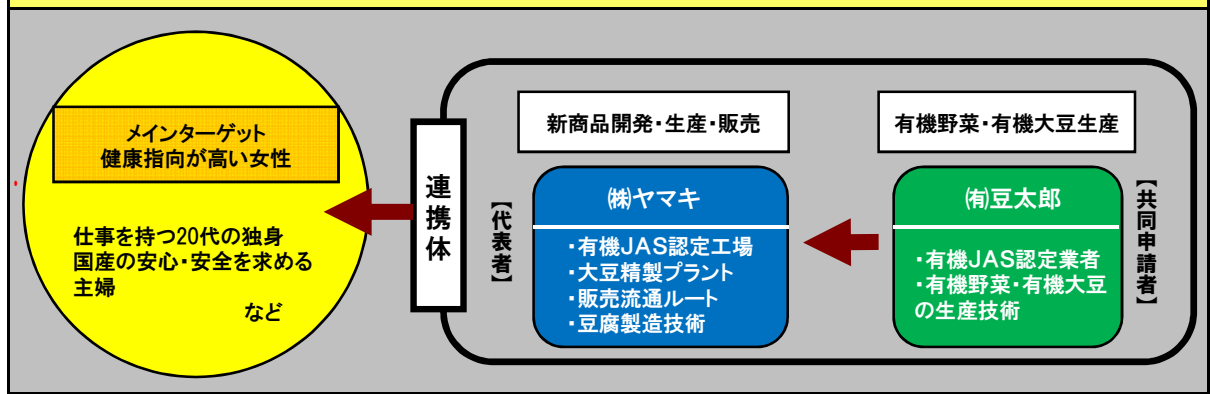 メインターゲット
健康指向が高い女性
仕事を持つ20代の独身
国産の安心・安全を求める
主婦
など
連携体
【代表者】
新商品開発・生産・販売
㈱ヤマキ
・有機JAS認定工場
・大豆精製プラント
・販売流通ルート
・豆腐製造技術
有機野菜・有機大豆生産
㈲豆太郎
・有機JAS認定業者
・有機野菜・有機大豆
の生産技術
【共同申請者】